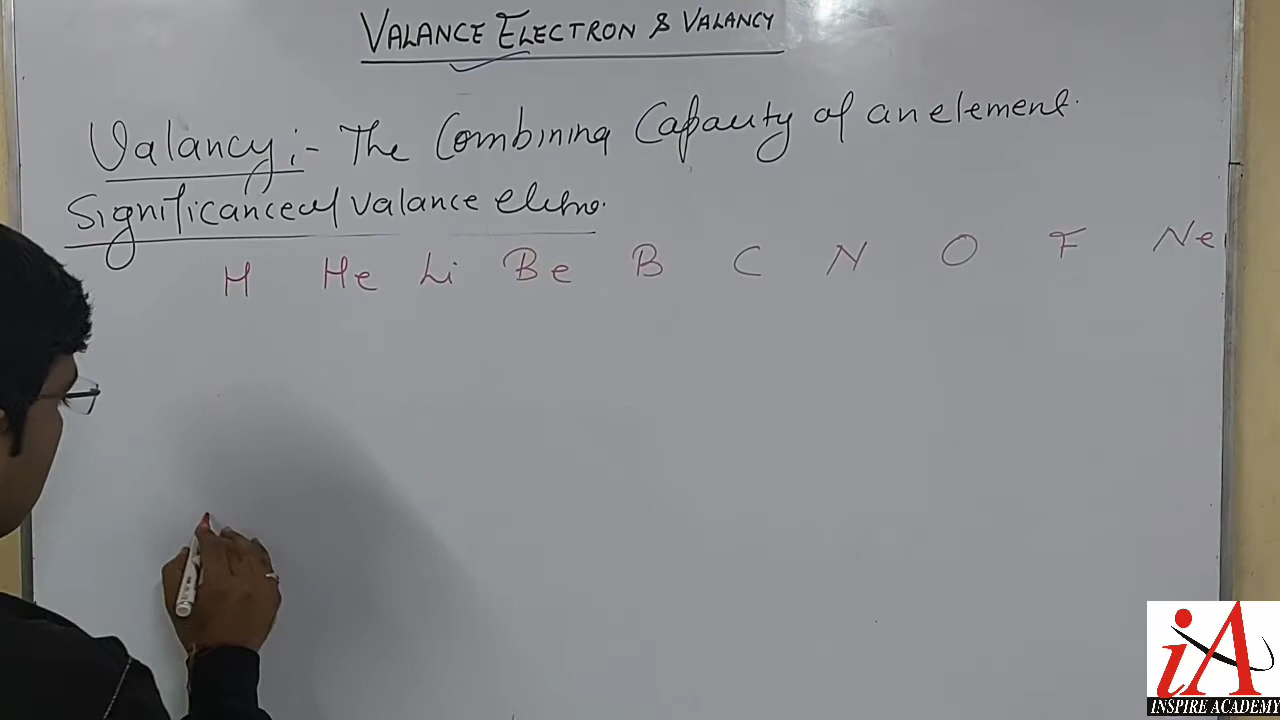 VALANCE ELECTRON & VALANCY
Valancy :- The Combining Capacity of an element.
Significance of valance electro.
H He Li Be B C N O F Ne
iA
INSPIRE ACADEMY